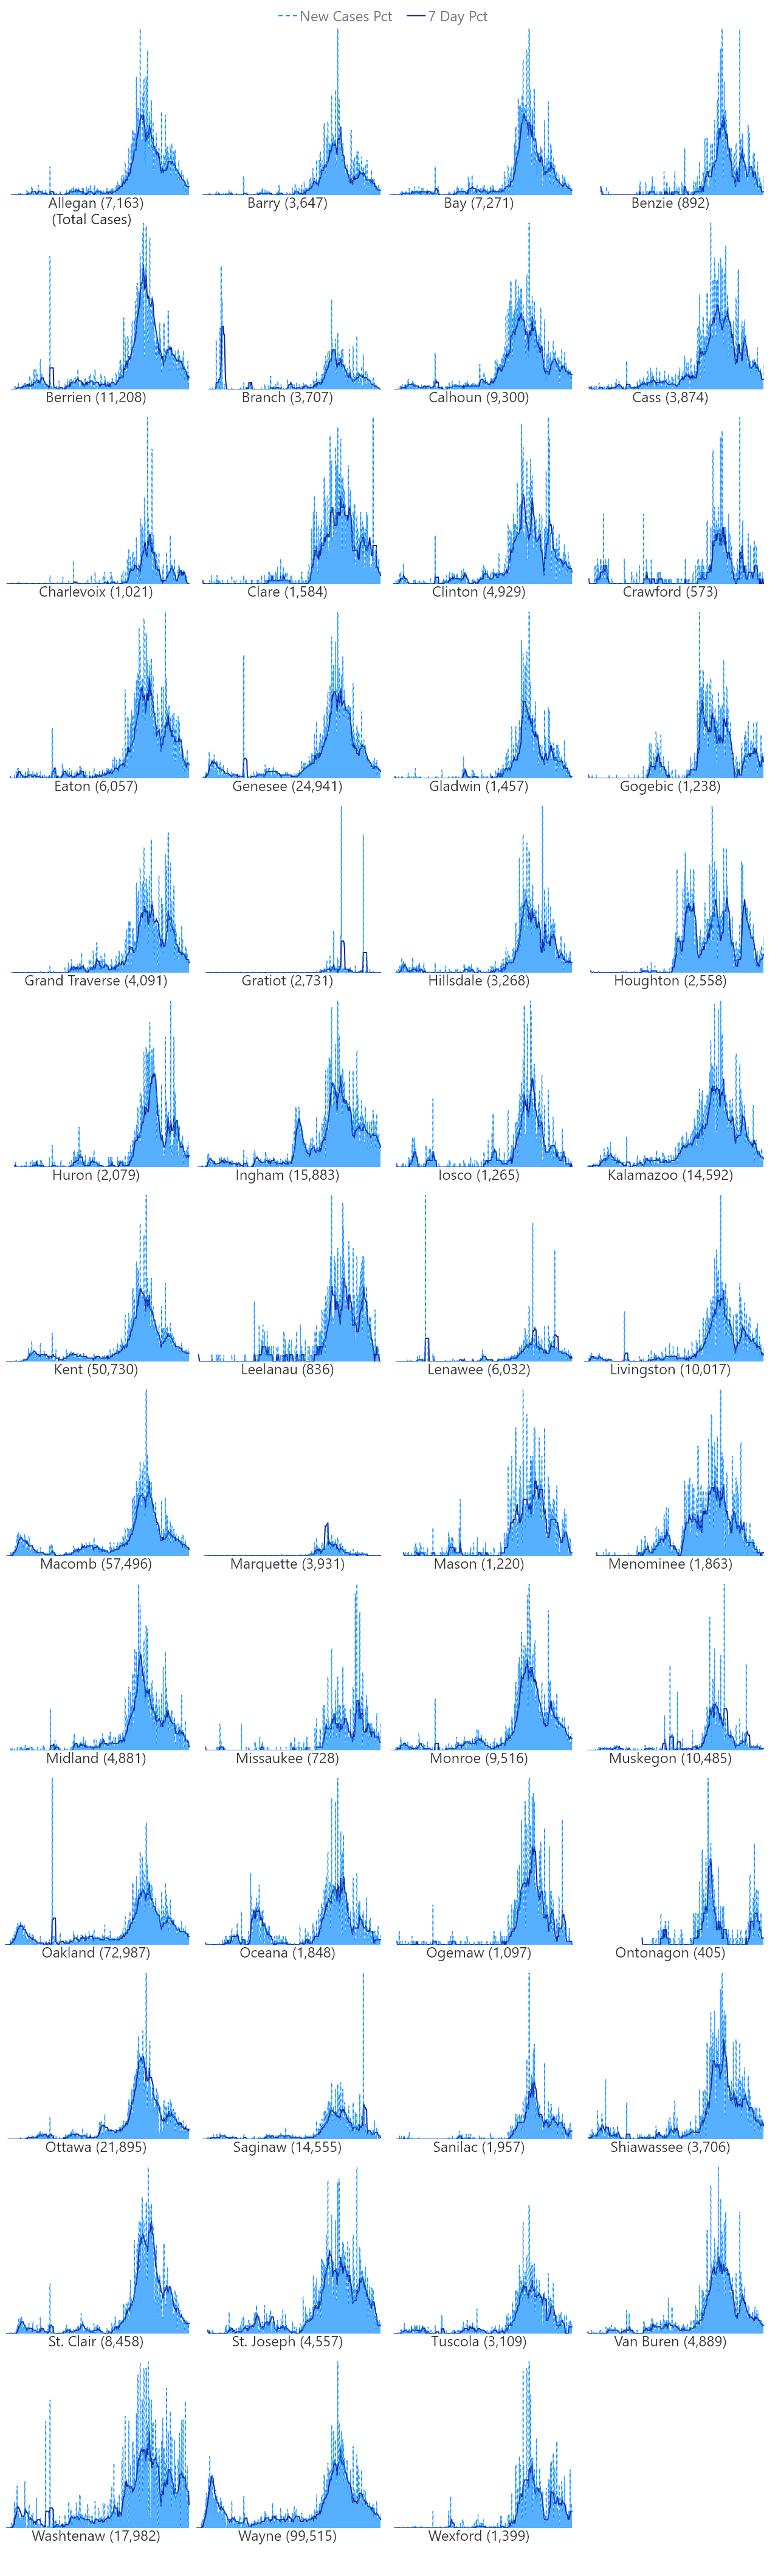 New Cases Pct 7 Day Pct
Allegan (7,163) Barry (3,647) Bay (7,271) Benzie (892)
(Total Cases)
Berrien (11,208) Branch (3,707) Calhoun (9,300) Cass (3,874)
Charlevoix (1,021) Clare (1,584) Clinton (4,929) Crawford (573)
Eaton (6,057) Genesee (24,941) Gladwin (1,457) Gogebic (1,238)
Grand Traverse (4,091) Gratiot (2,731) Hillsdale (3,268) Houghton (2,558)
Huron (2,079) Ingham (15,883) Iosco (1,265) Kalamazoo (14,592)
Kent (50,730) Leelanau (836) Lenawee (6,032) Livingston (10,017)
Macomb (57,496) Marquette (3,931) Mason (1,220) Menominee (1,863)
Midland (4,881) Missaukee (728) Monroe (9,516) Muskegon (10,485)
Oakland (72,987) Oceana (1,848) Ogemaw (1,097) Ontonagon (405)
Ottawa (21,895) Saginaw (14,555) Sanilac (1,957) Shiawassee (3,706)
St. Clair (8,458) St. Joseph (4,557) Tuscola (3,109) Van Buren (4,889)
Washtenaw (17,982) Wayne (99,515) Wexford (1,399)